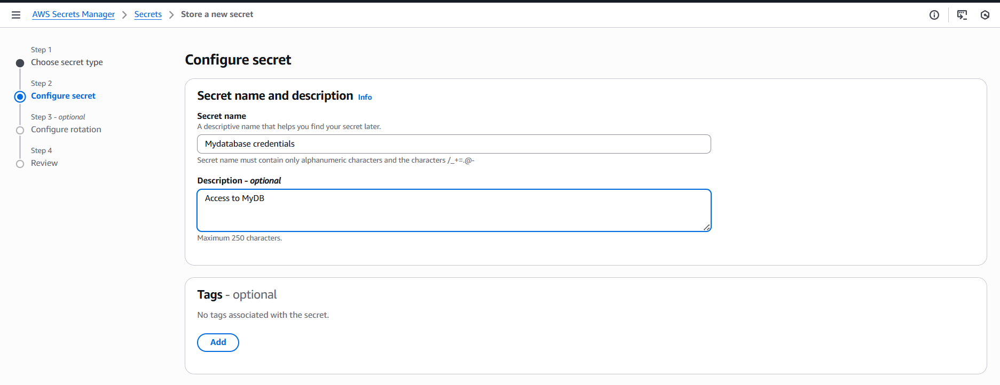 AWS Secrets Manager > Secrets > Store a new secret
Step 1
Choose secret type
Step 2
Configure secret
Step 3 - optional
Configure rotation
Step 4
Review
Configure secret
Secret name and description Info
Secret name
A descriptive name that helps you find your secret later.
Mydatabase credentials
Secret name must contain only alphanumeric characters and the characters /_+=.@-
Description - optional
Access to MyDB
Maximum 250 characters.
Tags - optional
No tags associated with the secret.
Add